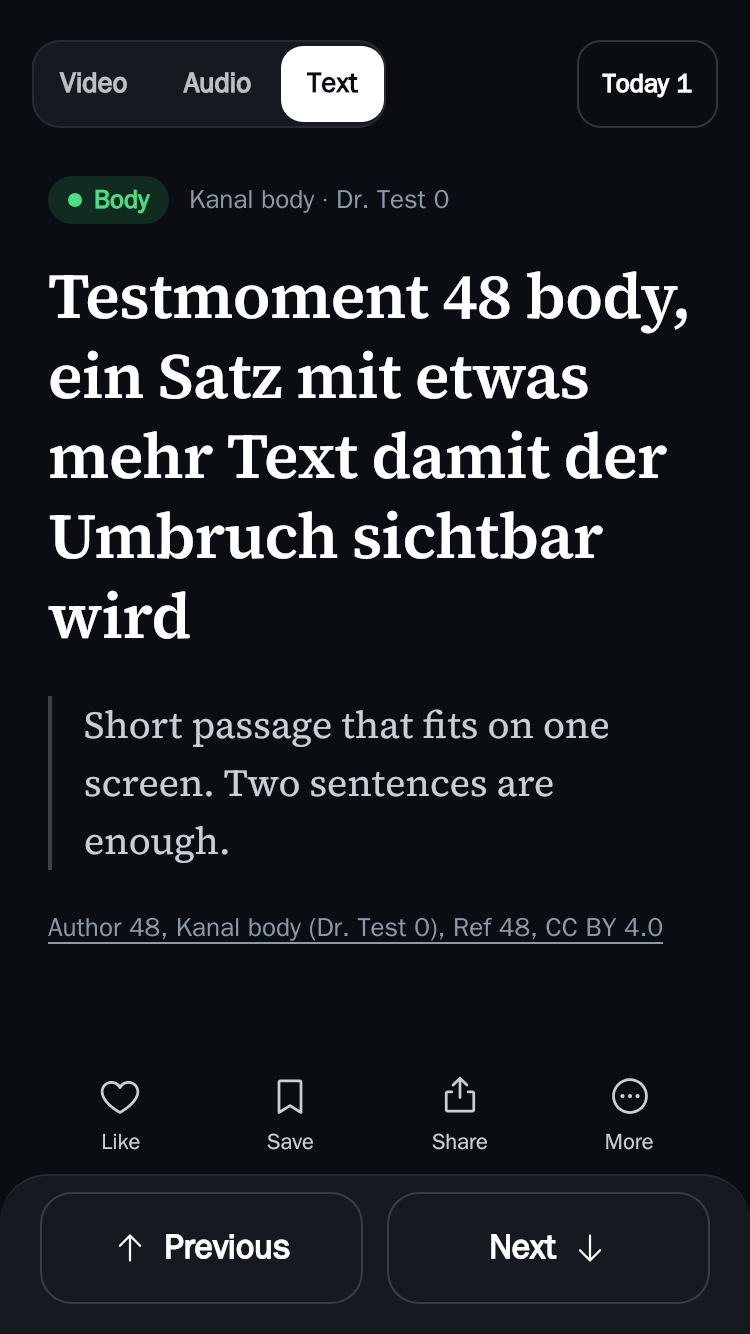 Video Audio Text Today 1
Body Kanal body · Dr. Test 0
Testmoment 48 body,
ein Satz mit etwas
mehr Text damit der
Umbruch sichtbar
wird
Short passage that fits on one
screen. Two sentences are
enough.
Author 48, Kanal body (Dr. Test 0), Ref 48, CC BY 4.0
Like Save Share More
Previous Next